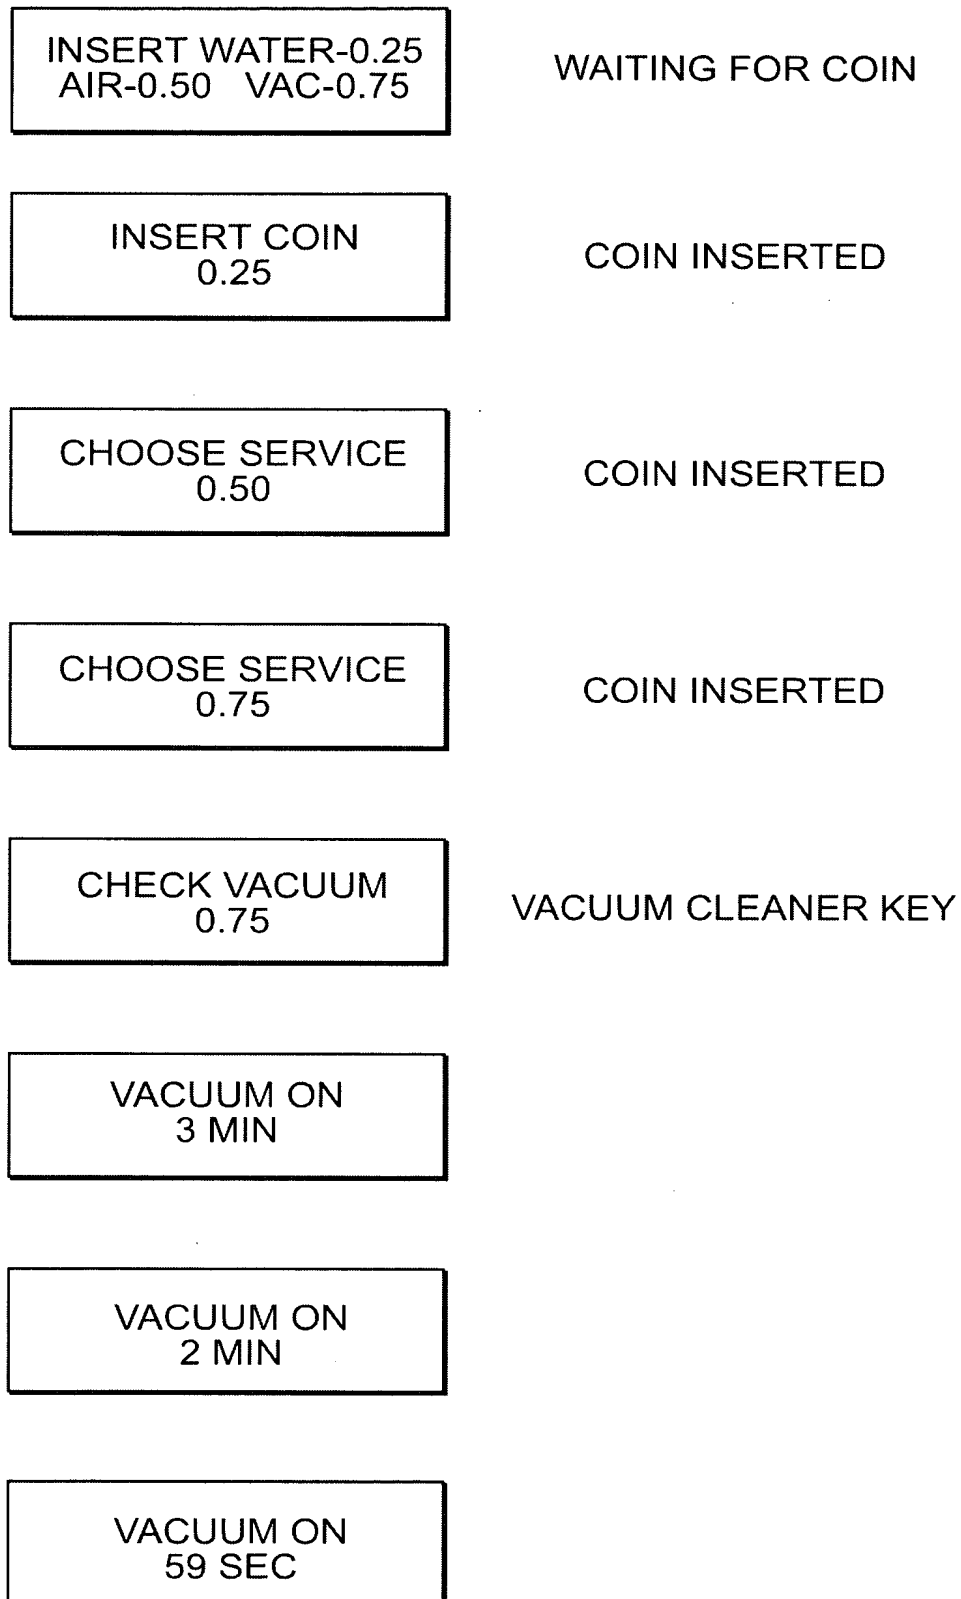 INSERT WATER-0.25
AIR-0.50 VAC-0.75
WAITING FOR COIN
INSERT COIN
0.25
COIN INSERTED
CHOOSE SERVICE
0.50
COIN INSERTED
CHOOSE SERVICE
0.75
COIN INSERTED
CHECK VACUUM
0.75
VACUUM CLEANER KEY
VACUUM ON
3 MIN
VACUUM ON
2 MIN
VACUUM ON
59 SEC